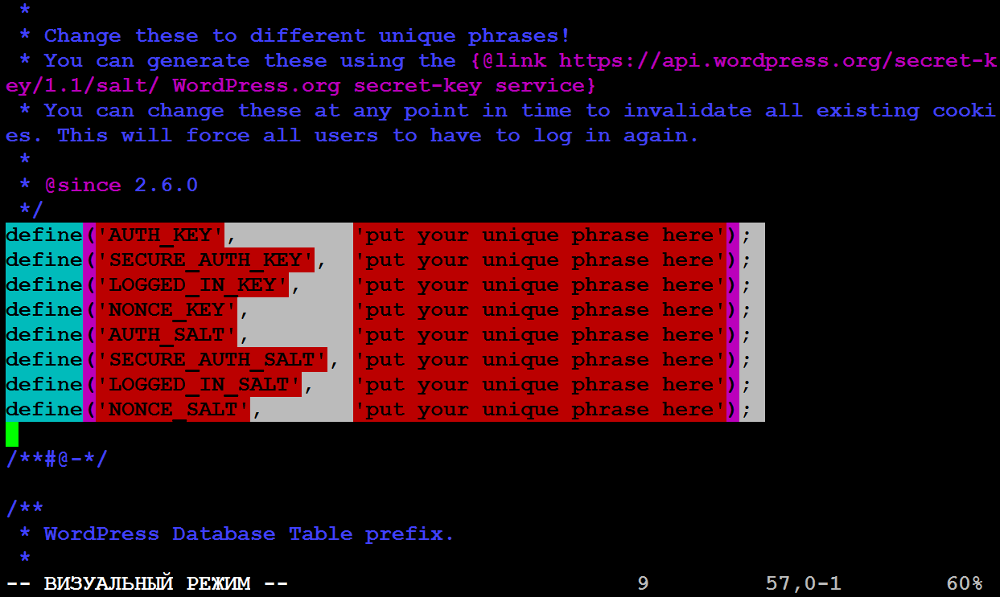 *
 * Change these to different unique phrases!
 * You can generate these using the {@link https://api.wordpress.org/secret-k
ey/1.1/salt/ WordPress.org secret-key service}
 * You can change these at any point in time to invalidate all existing cooki
es. This will force all users to have to log in again.
 *
 * @since 2.6.0
 */
define('AUTH_KEY',         'put your unique phrase here');
define('SECURE_AUTH_KEY',  'put your unique phrase here');
define('LOGGED_IN_KEY',    'put your unique phrase here');
define('NONCE_KEY',        'put your unique phrase here');
define('AUTH_SALT',        'put your unique phrase here');
define('SECURE_AUTH_SALT', 'put your unique phrase here');
define('LOGGED_IN_SALT',   'put your unique phrase here');
define('NONCE_SALT',       'put your unique phrase here');

/**#@-*/

/**
 * WordPress Database Table prefix.
 *
-- ВИЗУАЛЬНЫЙ РЕЖИМ --                           9         57,0-1        60%